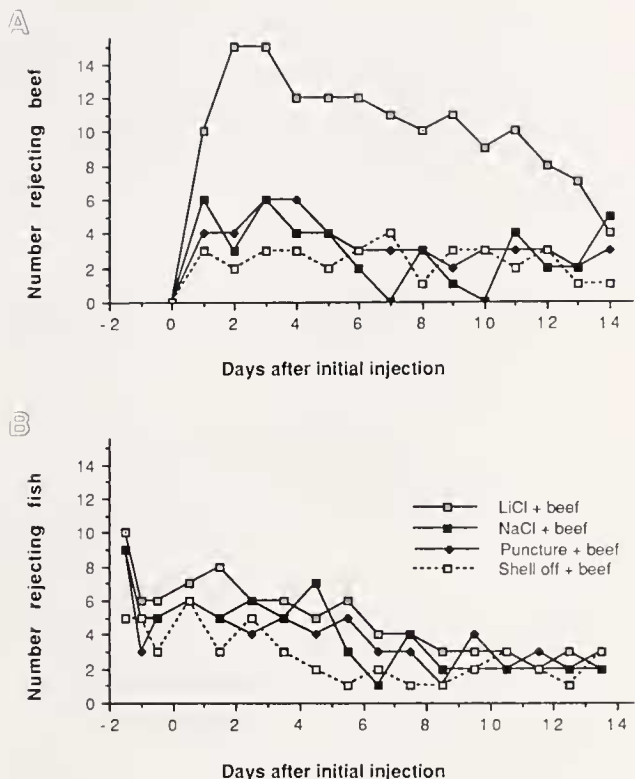 A
Number rejecting beef
14
12
10
8
6
4
2
0
-2 0 2 4 6 8 10 12 14
Days after initial injection
B
Number rejecting fish
14
12
10
8
6
4
2
0
LiCl + beef
NaCl + beef
Puncture + beef
Shell off + beef
-2 0 2 4 6 8 10 12 14
Days after initial injection